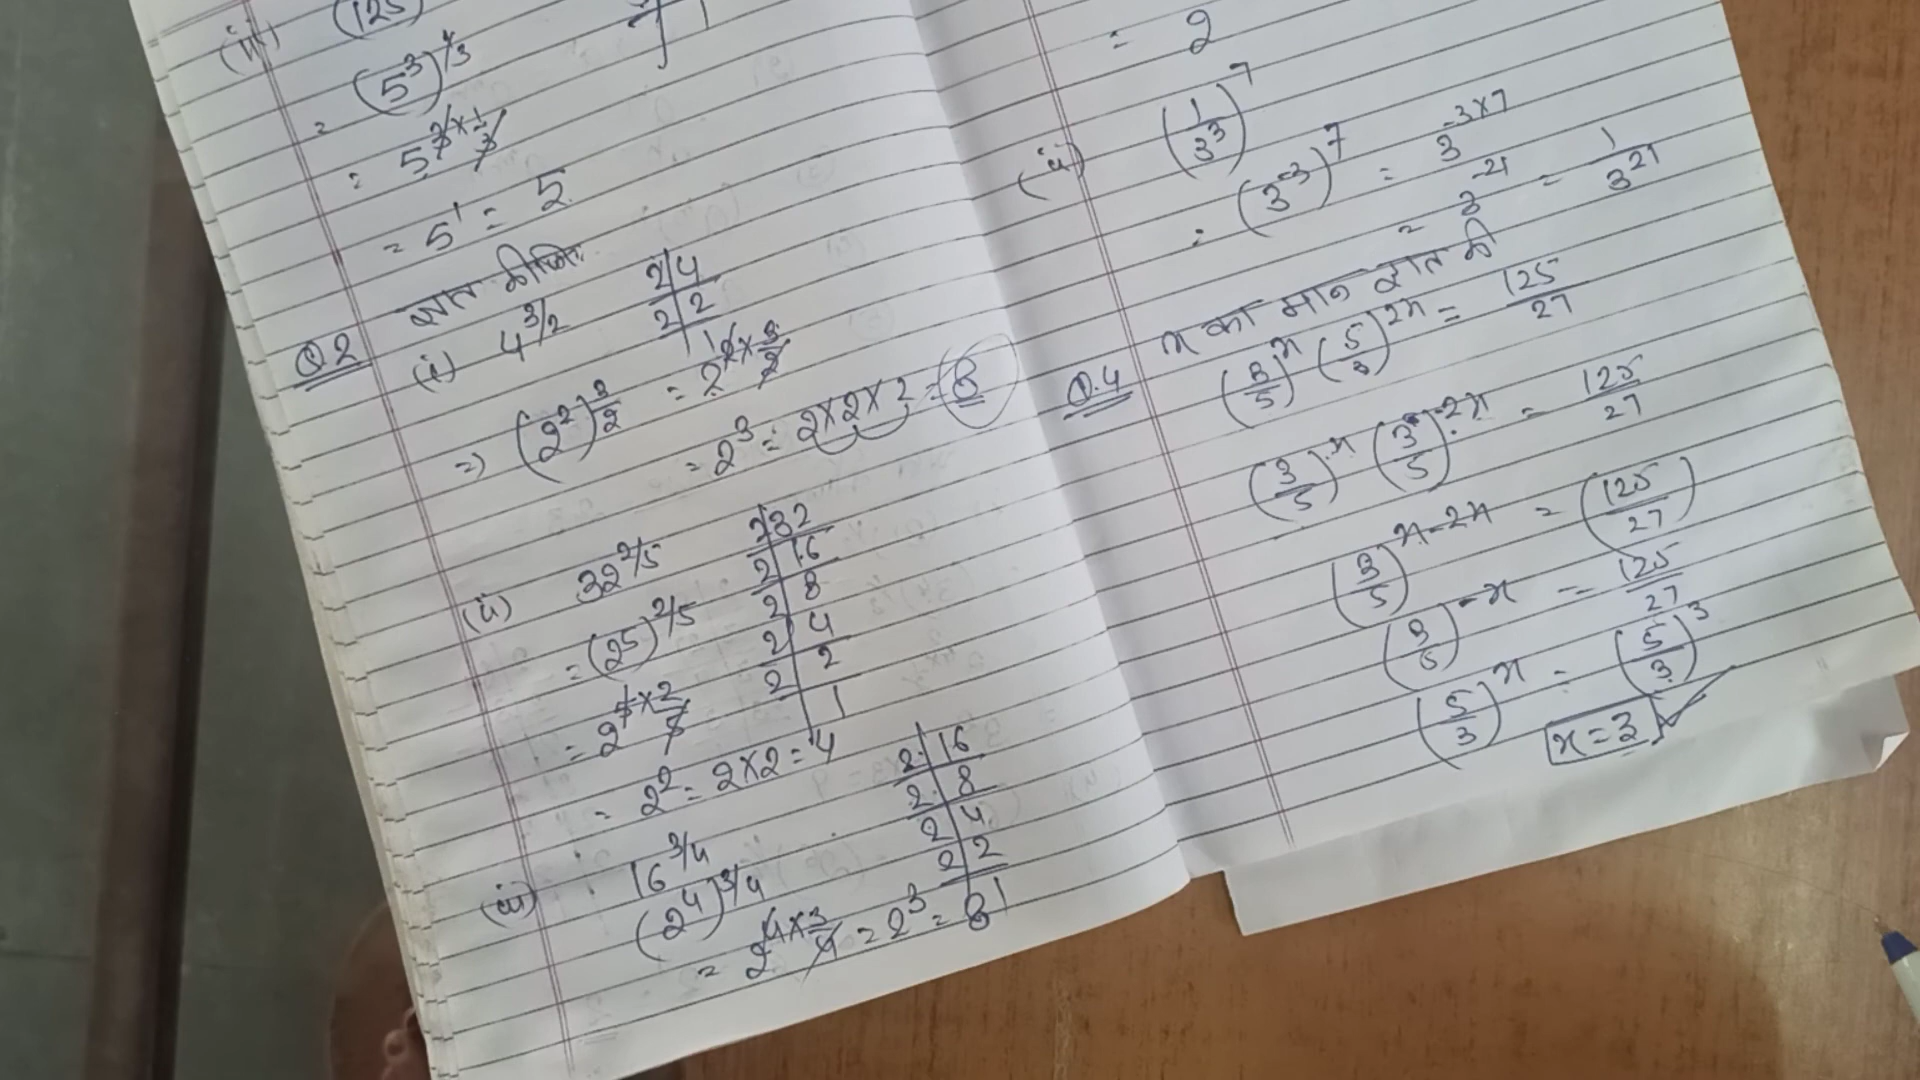 (iii) (125)
(5³)^1/3
= 5^3×1/3
= 5¹ = 5
Q.2 ज्ञात कीजिए
(i) 4^3/2
2|4
2|2
1
=) (2²)^3/2 = 2^2×3/2
= 2³ = 2×2×2 = 8
(ii) 32^2/5
2|32
2|16
2|8
2|4
2|2
1
= (2⁵)^2/5
= 2^5×2/5
= 2² = 2×2 = 4
(iii) 16^3/4
2|16
2|8
2|4
2|2
1
(2⁴)^3/4
= 2^4×3/4 = 2³ = 8
= 2
(ii) (1/3³)^7
= (3^-3)^7 = 3^-3×7
= 3^-21 = 1/3^21
x का मान ज्ञात की
Q.4 (3/5)^x (5/3)^2x = 125/27
(3/5)^x (3/5)^-2x = 125/27
(3/5)^x-2x = (125/27)
(3/5)^-x = 125/27
(5/3)^x = (5/3)^3
x = 3